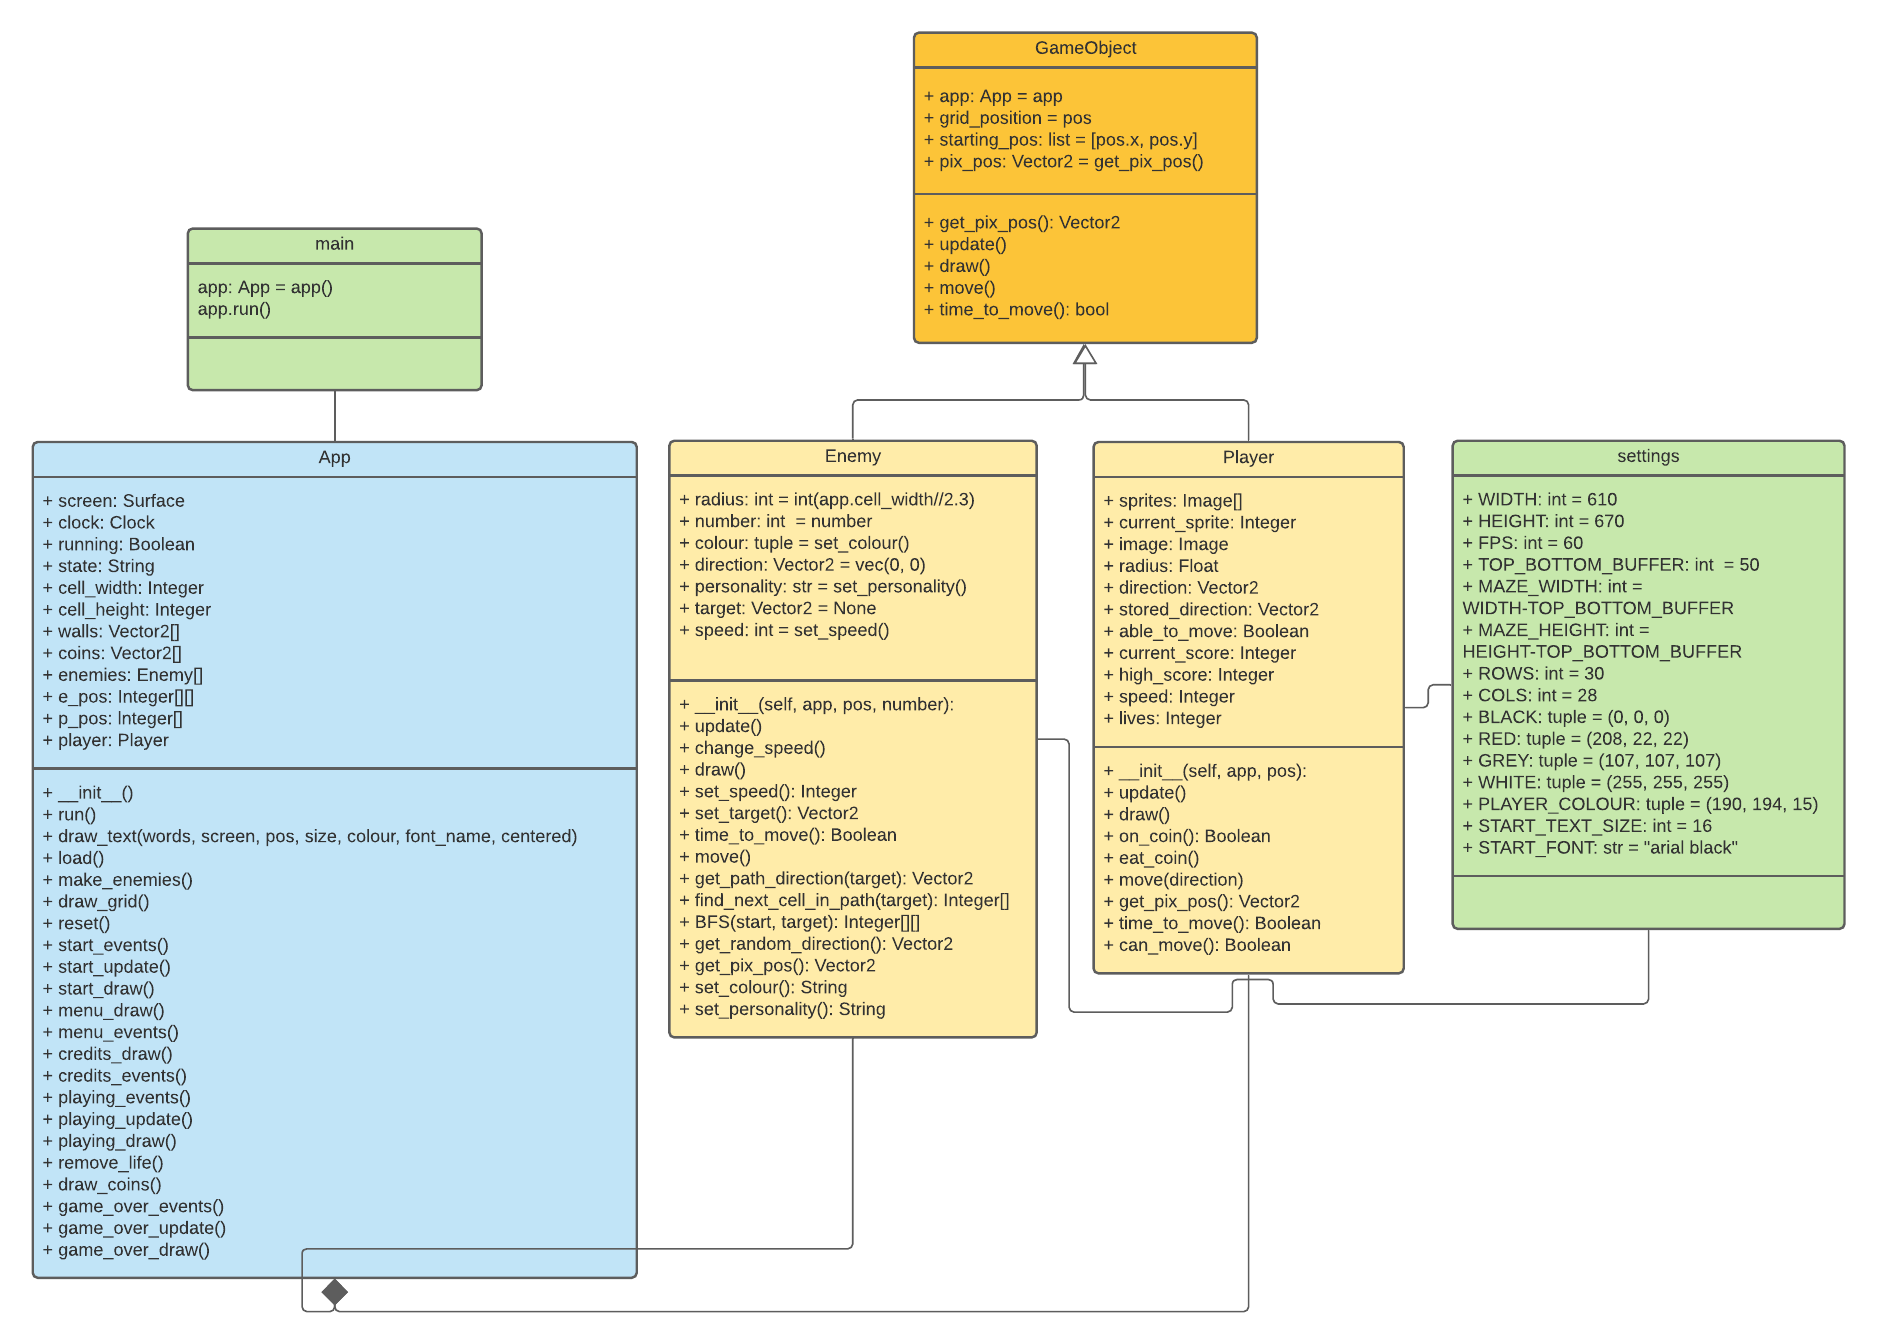 GameObject
+ app: App = app
+ grid_position = pos
+ starting_pos: list = [pos.x, pos.y]
+ pix_pos: Vector2 = get_pix_pos()
+ get_pix_pos(): Vector2
+ update()
+ draw()
+ move()
+ time_to_move(): bool
main
app: App = app()
app.run()
App
+ screen: Surface
+ clock: Clock
+ running: Boolean
+ state: String
+ cell_width: Integer
+ cell_height: Integer
+ walls: Vector2[]
+ coins: Vector2[]
+ enemies: Enemy[]
+ e_pos: Integer[][]
+ p_pos: Integer[]
+ player: Player
+ __init__()
+ run()
+ draw_text(words, screen, pos, size, colour, font_name, centered)
+ load()
+ make_enemies()
+ draw_grid()
+ reset()
+ start_events()
+ start_update()
+ start_draw()
+ menu_draw()
+ menu_events()
+ credits_draw()
+ credits_events()
+ playing_events()
+ playing_update()
+ playing_draw()
+ remove_life()
+ draw_coins()
+ game_over_events()
+ game_over_update()
+ game_over_draw()
Enemy
+ radius: int = int(app.cell_width//2.3)
+ number: int  = number
+ colour: tuple = set_colour()
+ direction: Vector2 = vec(0, 0)
+ personality: str = set_personality()
+ target: Vector2 = None
+ speed: int = set_speed()
+ __init__(self, app, pos, number):
+ update()
+ change_speed()
+ draw()
+ set_speed(): Integer
+ set_target(): Vector2
+ time_to_move(): Boolean
+ move()
+ get_path_direction(target): Vector2
+ find_next_cell_in_path(target): Integer[]
+ BFS(start, target): Integer[][]
+ get_random_direction(): Vector2
+ get_pix_pos(): Vector2
+ set_colour(): String
+ set_personality(): String
Player
+ sprites: Image[]
+ current_sprite: Integer
+ image: Image
+ radius: Float
+ direction: Vector2
+ stored_direction: Vector2
+ able_to_move: Boolean
+ current_score: Integer
+ high_score: Integer
+ speed: Integer
+ lives: Integer
+ __init__(self, app, pos):
+ update()
+ draw()
+ on_coin(): Boolean
+ eat_coin()
+ move(direction)
+ get_pix_pos(): Vector2
+ time_to_move(): Boolean
+ can_move(): Boolean
settings
+ WIDTH: int = 610
+ HEIGHT: int = 670
+ FPS: int = 60
+ TOP_BOTTOM_BUFFER: int  = 50
+ MAZE_WIDTH: int =
WIDTH-TOP_BOTTOM_BUFFER
+ MAZE_HEIGHT: int =
HEIGHT-TOP_BOTTOM_BUFFER
+ ROWS: int = 30
+ COLS: int = 28
+ BLACK: tuple = (0, 0, 0)
+ RED: tuple = (208, 22, 22)
+ GREY: tuple = (107, 107, 107)
+ WHITE: tuple = (255, 255, 255)
+ PLAYER_COLOUR: tuple = (190, 194, 15)
+ START_TEXT_SIZE: int = 16
+ START_FONT: str = "arial black"